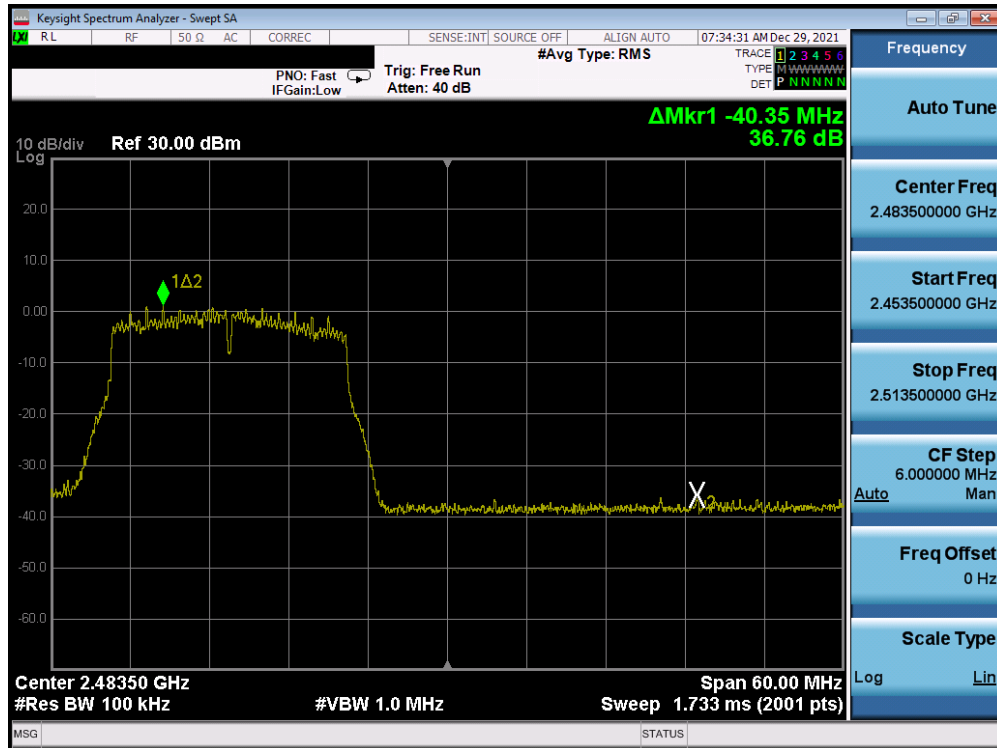 Keysight Spectrum Analyzer - Swept SA
LXI RL RF 50 Ω AC CORREC SENSE:INT SOURCE OFF ALIGN AUTO 07:34:31 AM Dec 29, 2021
#Avg Type: RMS
TRACE 1 2 3 4 5 6
PNO: Fast Trig: Free Run TYPE M W W W W W
IFGain:Low Atten: 40 dB DET P N N N N N
ΔMkr1 -40.35 MHz
36.76 dB
10 dB/div Ref 30.00 dBm
Log
20.0
10.0
0.00
-10.0
-20.0
-30.0
-40.0
-50.0
-60.0
1Δ2
X2
Center 2.48350 GHz Span 60.00 MHz
#Res BW 100 kHz #VBW 1.0 MHz Sweep 1.733 ms (2001 pts)
MSG STATUS
Frequency
Auto Tune
Center Freq
2.483500000 GHz
Start Freq
2.453500000 GHz
Stop Freq
2.513500000 GHz
CF Step
6.000000 MHz
Auto Man
Freq Offset
0 Hz
Scale Type
Log Lin